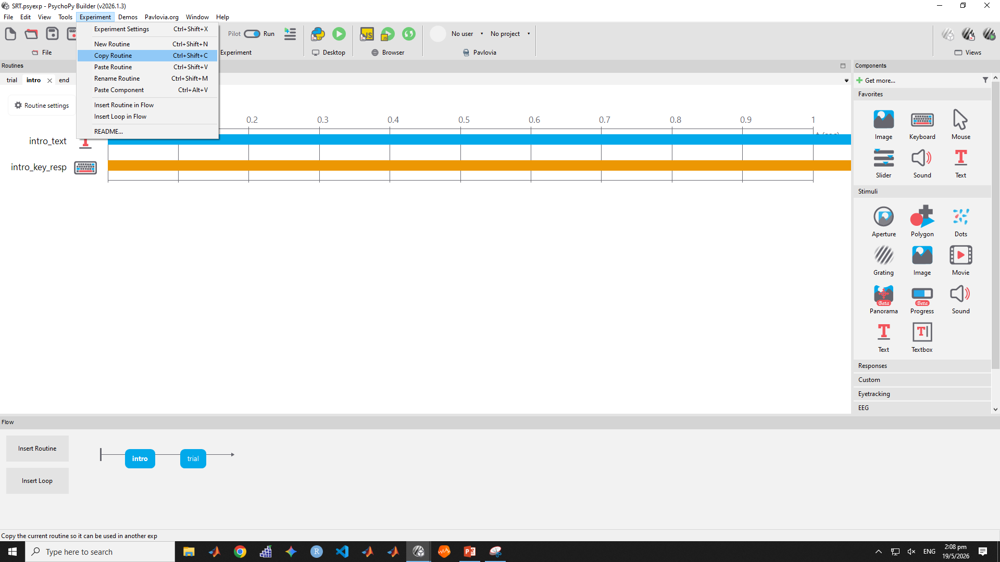 SRT.psyexp - PsychoPy Builder (v2026.1.3)
File Edit View Tools Experiment Demos Pavlovia.org Window Help
Experiment Settings Ctrl+Shift+X
New Routine Ctrl+Shift+N
Copy Routine Ctrl+Shift+C
Paste Routine Ctrl+Shift+V
Rename Routine Ctrl+Shift+M
Paste Component Ctrl+Alt+V
Insert Routine in Flow
Insert Loop in Flow
README...
Pilot Run
No user No project
File Experiment Desktop Browser Pavlovia Views
Routines
trial intro end
Routine settings
0.2 0.3 0.4 0.5 0.6 0.7 0.8 0.9 1
intro_text
intro_key_resp
Components
Get more...
Favorites
Image Keyboard Mouse
Slider Sound Text
Stimuli
Aperture Polygon Dots
Grating Image Movie
Beta Beta
Panorama Progress Sound
Text Textbox
Responses
Custom
Eyetracking
EEG
Flow
Insert Routine
Insert Loop
intro trial
Copy the current routine so it can be used in another exp
Type here to search
ENG
2:08 pm
19/5/2026